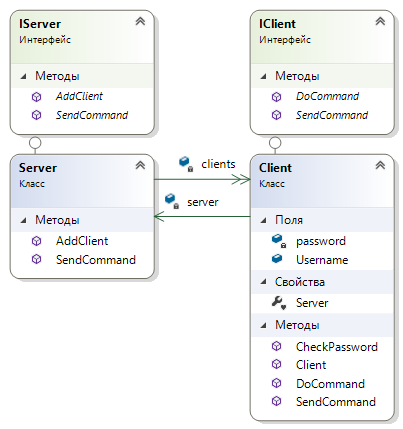 IServer
Интерфейс
Методы
AddClient
SendCommand
IClient
Интерфейс
Методы
DoCommand
SendCommand
clients
server
Server
Класс
Методы
AddClient
SendCommand
Client
Класс
Поля
password
Username
Свойства
Server
Методы
CheckPassword
Client
DoCommand
SendCommand